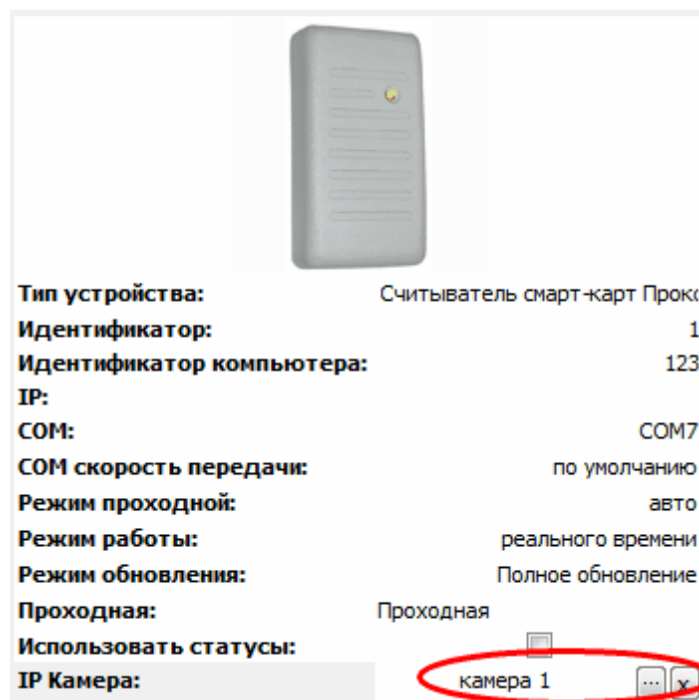 Тип устройства: Считыватель смарт-карт
Идентификатор: 1
Идентификатор компьютера: 123
IP:
COM: COM7
COM скорость передачи: по умолчанию
Режим проходной: авто
Режим работы: реального времени
Режим обновления: Полное обновление
Проходная: Проходная
Использовать статусы:
IP Камера: камера 1 ... x